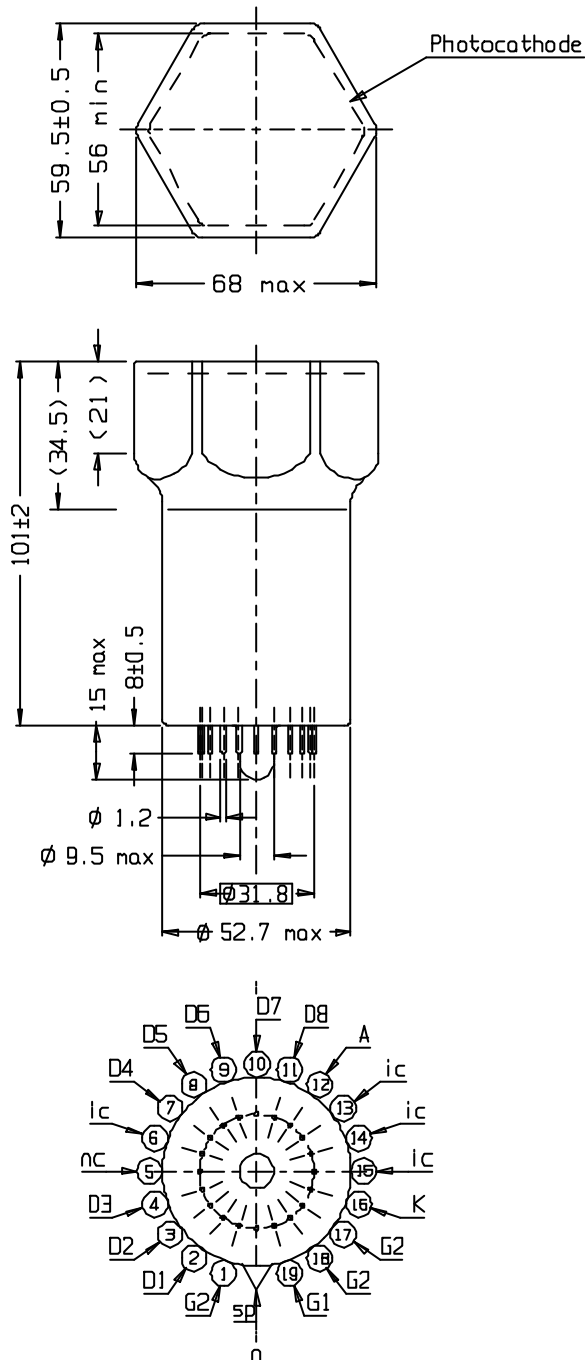 Photocathode
59.5±0.5
56 min
68 max
101±2
(34.5)
(21)
15 max
8±0.5
Ø 1.2
Ø 9.5 max
Ø31.8
Ø 52.7 max
D7
D6
D8
D5
A
D4
ic
ic
ic
nc
ic
D3
K
D2
G2
D1
G2
G2
sp
G1
10
9
11
8
12
7
13
6
14
5
15
4
16
3
17
2
18
1
19